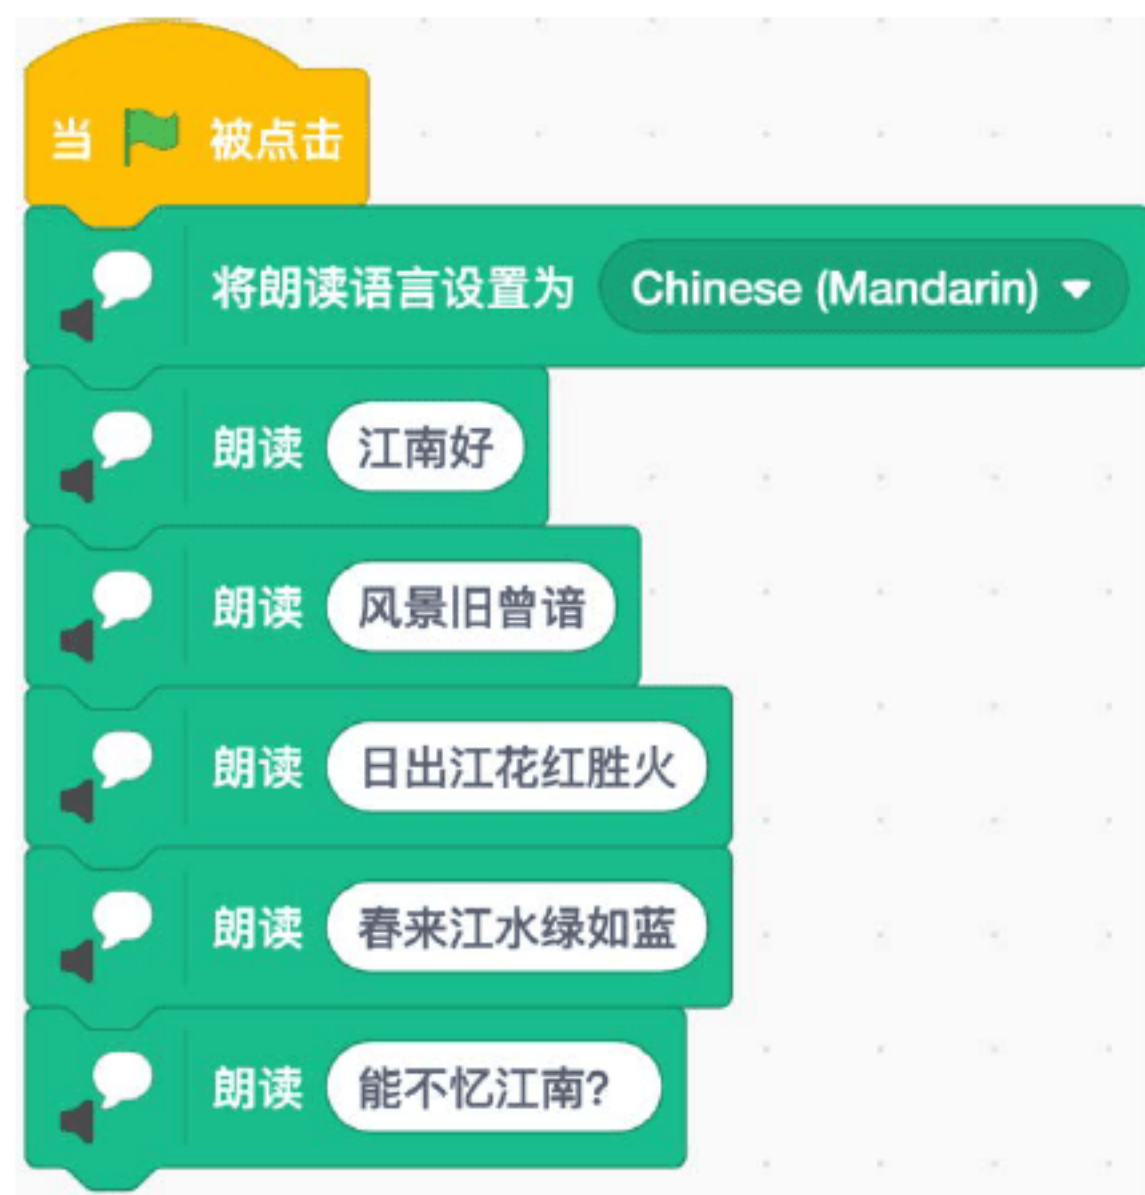 当 被点击
将朗读语言设置为 Chinese (Mandarin)
朗读 江南好
朗读 风景旧曾谙
朗读 日出江花红胜火
朗读 春来江水绿如蓝
朗读 能不忆江南?